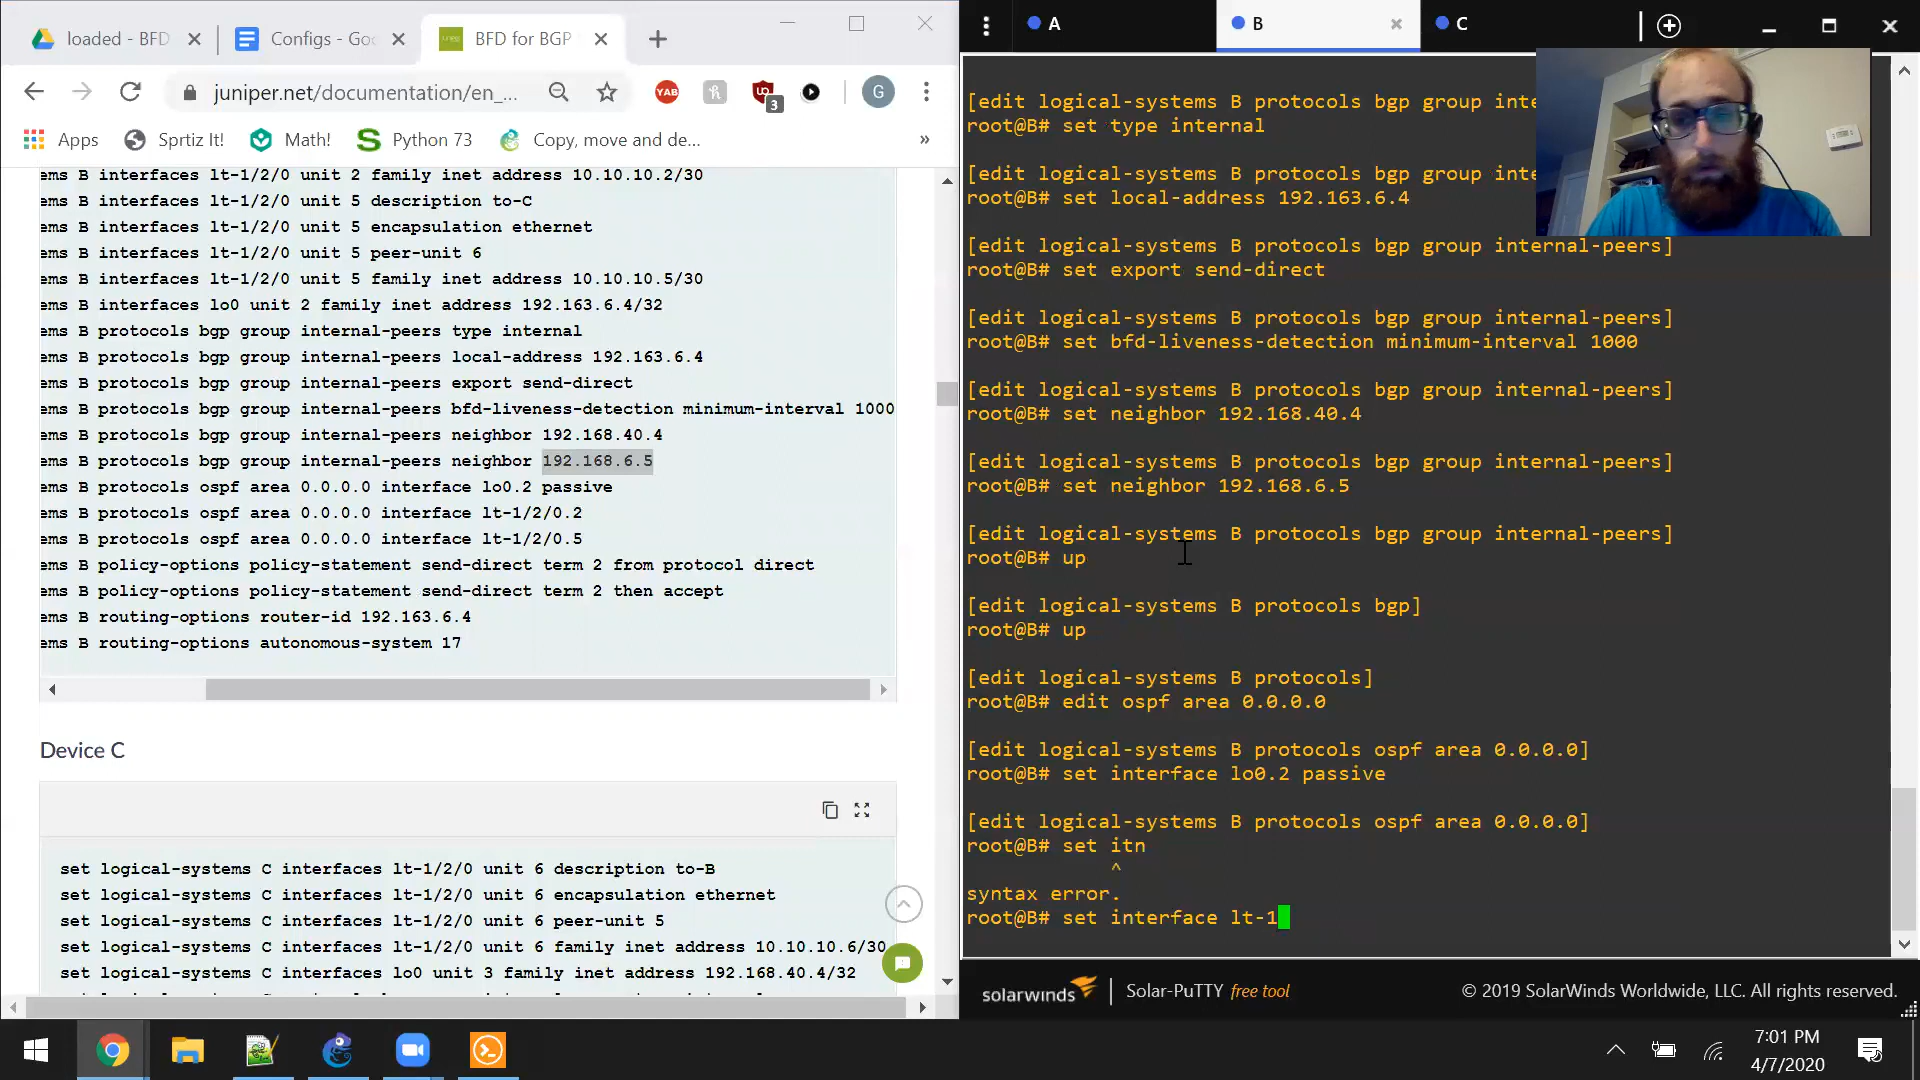 loaded - BFD
Configs - Goo
BFD for BGP
juniper.net/documentation/en_...
YAB
3
G
Apps
Sprtiz It!
Math!
Python 73
Copy, move and de...
»
ems B interfaces lt-1/2/0 unit 2 family inet address 10.10.10.2/30
ems B interfaces lt-1/2/0 unit 5 description to-C
ems B interfaces lt-1/2/0 unit 5 encapsulation ethernet
ems B interfaces lt-1/2/0 unit 5 peer-unit 6
ems B interfaces lt-1/2/0 unit 5 family inet address 10.10.10.5/30
ems B interfaces lo0 unit 2 family inet address 192.163.6.4/32
ems B protocols bgp group internal-peers type internal
ems B protocols bgp group internal-peers local-address 192.163.6.4
ems B protocols bgp group internal-peers export send-direct
ems B protocols bgp group internal-peers bfd-liveness-detection minimum-interval 1000
ems B protocols bgp group internal-peers neighbor 192.168.40.4
ems B protocols bgp group internal-peers neighbor 192.168.6.5
ems B protocols ospf area 0.0.0.0 interface lo0.2 passive
ems B protocols ospf area 0.0.0.0 interface lt-1/2/0.2
ems B protocols ospf area 0.0.0.0 interface lt-1/2/0.5
ems B policy-options policy-statement send-direct term 2 from protocol direct
ems B policy-options policy-statement send-direct term 2 then accept
ems B routing-options router-id 192.163.6.4
ems B routing-options autonomous-system 17
Device C
set logical-systems C interfaces lt-1/2/0 unit 6 description to-B
set logical-systems C interfaces lt-1/2/0 unit 6 encapsulation ethernet
set logical-systems C interfaces lt-1/2/0 unit 6 peer-unit 5
set logical-systems C interfaces lt-1/2/0 unit 6 family inet address 10.10.10.6/30
set logical-systems C interfaces lo0 unit 3 family inet address 192.168.40.4/32
A
B
C
[edit logical-systems B protocols bgp group inte
root@B# set type internal
[edit logical-systems B protocols bgp group inte
root@B# set local-address 192.163.6.4
[edit logical-systems B protocols bgp group internal-peers]
root@B# set export send-direct
[edit logical-systems B protocols bgp group internal-peers]
root@B# set bfd-liveness-detection minimum-interval 1000
[edit logical-systems B protocols bgp group internal-peers]
root@B# set neighbor 192.168.40.4
[edit logical-systems B protocols bgp group internal-peers]
root@B# set neighbor 192.168.6.5
[edit logical-systems B protocols bgp group internal-peers]
root@B# up
[edit logical-systems B protocols bgp]
root@B# up
[edit logical-systems B protocols]
root@B# edit ospf area 0.0.0.0
[edit logical-systems B protocols ospf area 0.0.0.0]
root@B# set interface lo0.2 passive
[edit logical-systems B protocols ospf area 0.0.0.0]
root@B# set itn
^
syntax error.
root@B# set interface lt-1
solarwinds
Solar-PuTTY free tool
© 2019 SolarWinds Worldwide, LLC. All rights reserved.
7:01 PM
4/7/2020